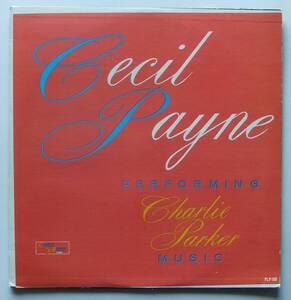 Cecil
Payne
PERFORMING
Charlie
Parker
MUSIC